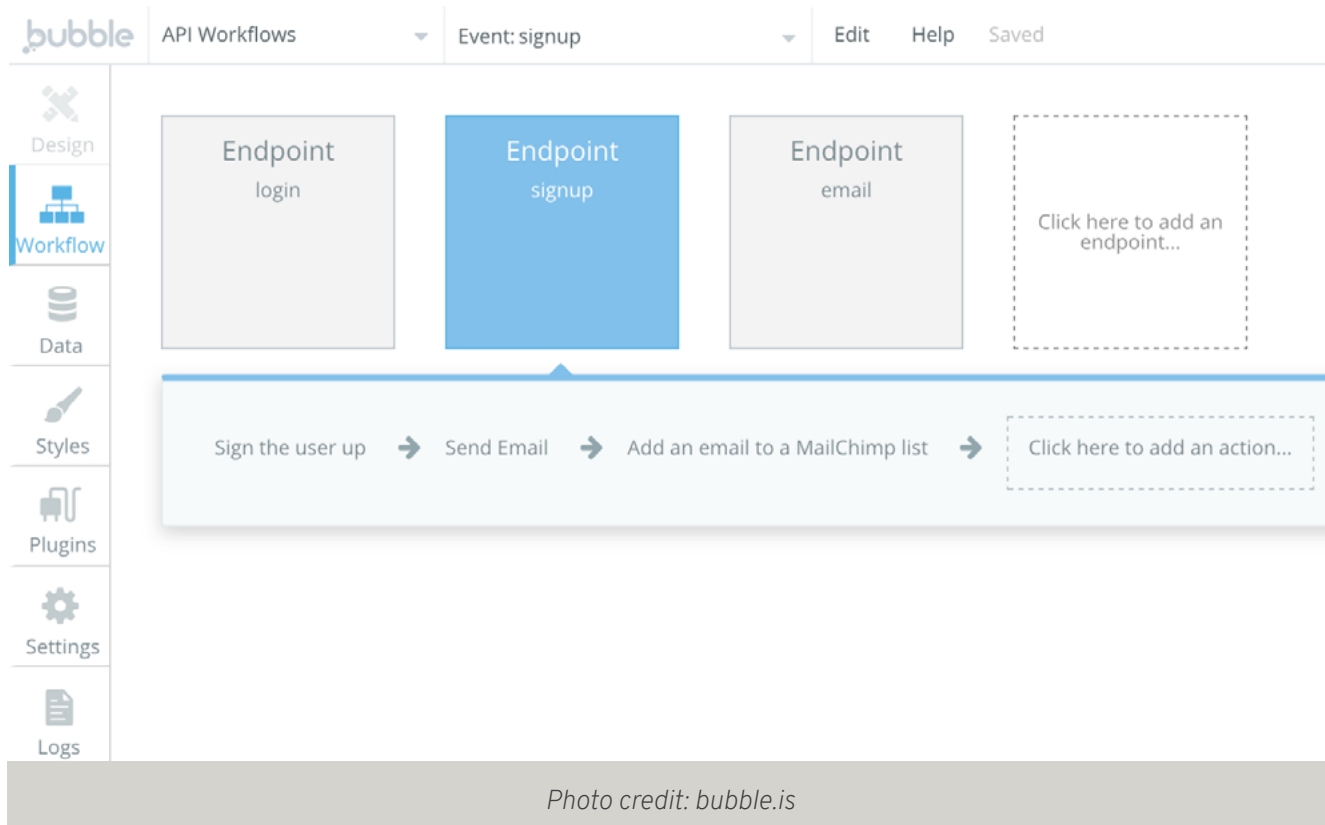 bubble
API Workflows
Event: signup
Edit
Help
Saved
Design
Workflow
Data
Styles
Plugins
Settings
Logs
Endpoint
login
Endpoint
signup
Endpoint
email
Click here to add an
endpoint...
Sign the user up
Send Email
Add an email to a MailChimp list
Click here to add an action...
Photo credit: bubble.is